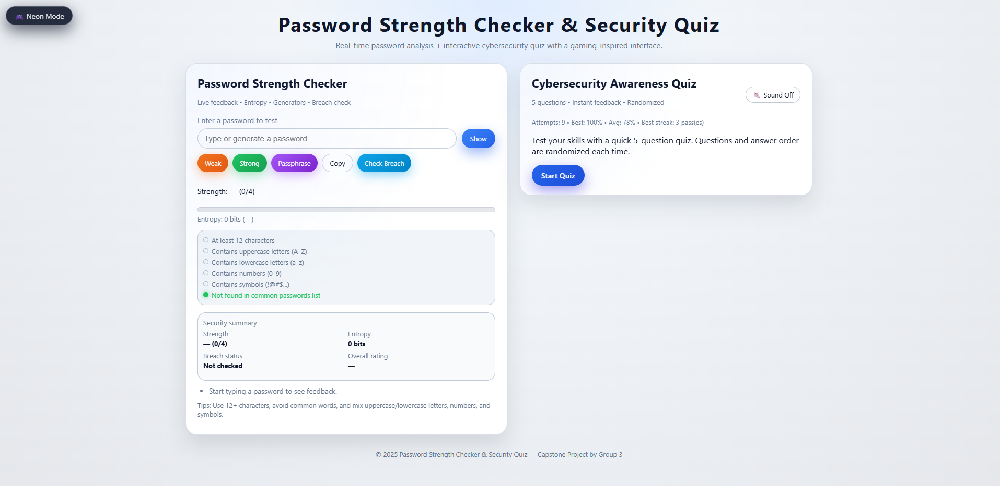 Neon Mode
Password Strength Checker & Security Quiz
Real-time password analysis + interactive cybersecurity quiz with a gaming-inspired interface.
Password Strength Checker
Live feedback • Entropy • Generators • Breach check
Enter a password to test
Type or generate a password...
Show
Weak
Strong
Passphrase
Copy
Check Breach
Strength: — (0/4)
Entropy: 0 bits (—)
At least 12 characters
Contains uppercase letters (A–Z)
Contains lowercase letters (a–z)
Contains numbers (0–9)
Contains symbols (!@#$...)
Not found in common passwords list
Security summary
Strength
— (0/4)
Entropy
0 bits
Breach status
Not checked
Overall rating
—
• Start typing a password to see feedback.
Tips: Use 12+ characters, avoid common words, and mix uppercase/lowercase letters, numbers, and
symbols.
Cybersecurity Awareness Quiz
5 questions • Instant feedback • Randomized
Sound Off
Attempts: 9 • Best: 100% • Avg: 78% • Best streak: 3 pass(es)
Test your skills with a quick 5-question quiz. Questions and answer order
are randomized each time.
Start Quiz
© 2025 Password Strength Checker & Security Quiz — Capstone Project by Group 3